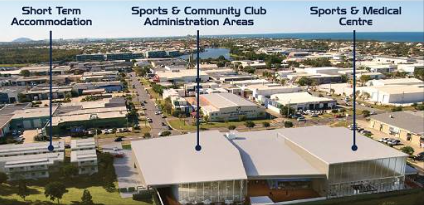 Short Term
Accommodation
Sports & Community Club
Administration Areas
Sports & Medical
Centre